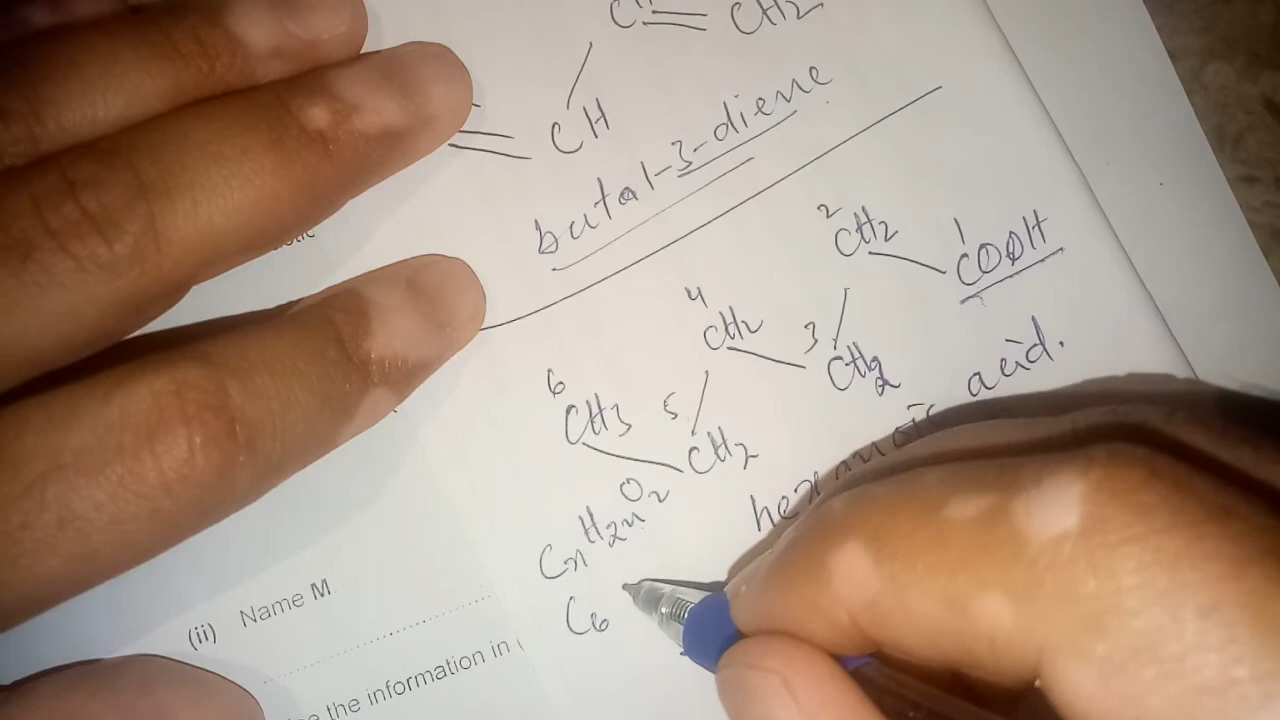 CH = CH2
= CH
buta1-3-diene
2 CH2
1 COOH
4 CH2
3 CH2
6 CH3
5 CH2
hexanoic acid.
CnH2nO2
C6
(ii) Name M
the information in (